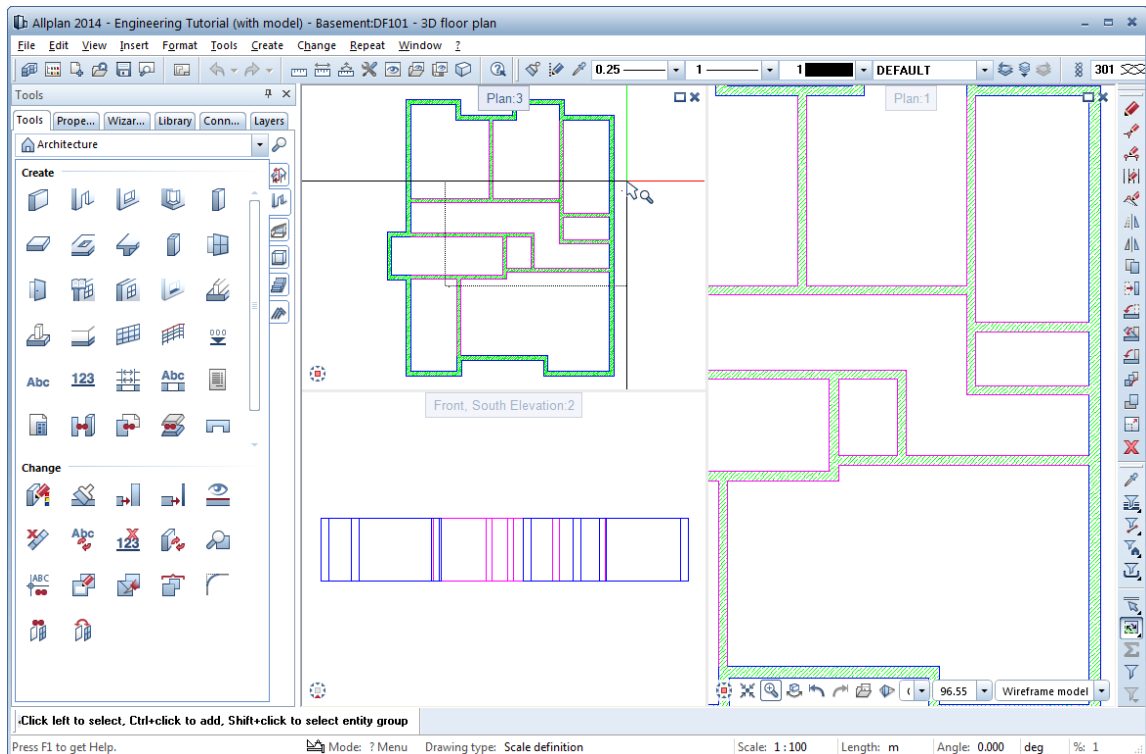 Allplan 2014 - Engineering Tutorial (with model) - Basement:DF101 - 3D floor plan
File Edit View Insert Format Tools Create Change Repeat Window ?
0.25 1 1 DEFAULT 301
Tools
Tools Prope... Wizar... Library Conn... Layers
Architecture
Create
Abc 123 Abc
Change
Abc 123
ABC
Plan:3
Plan:1
Front, South Elevation:2
96.55 Wireframe model
Click left to select, Ctrl+click to add, Shift+click to select entity group
Press F1 to get Help. Mode: ? Menu Drawing type: Scale definition Scale: 1:100 Length: m Angle: 0.000 deg %: 1